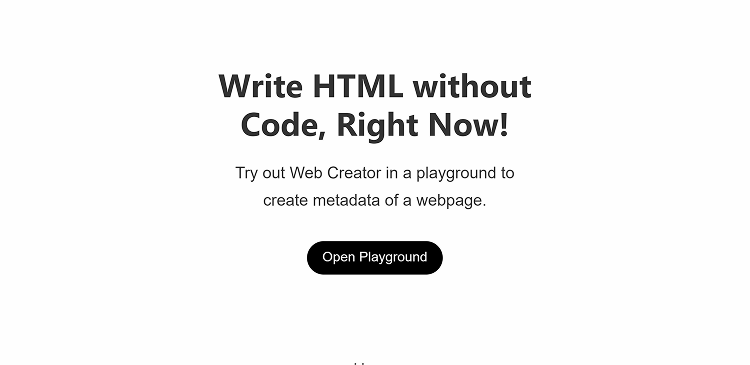 Write HTML without
Code, Right Now!
Try out Web Creator in a playground to
create metadata of a webpage.
Open Playground